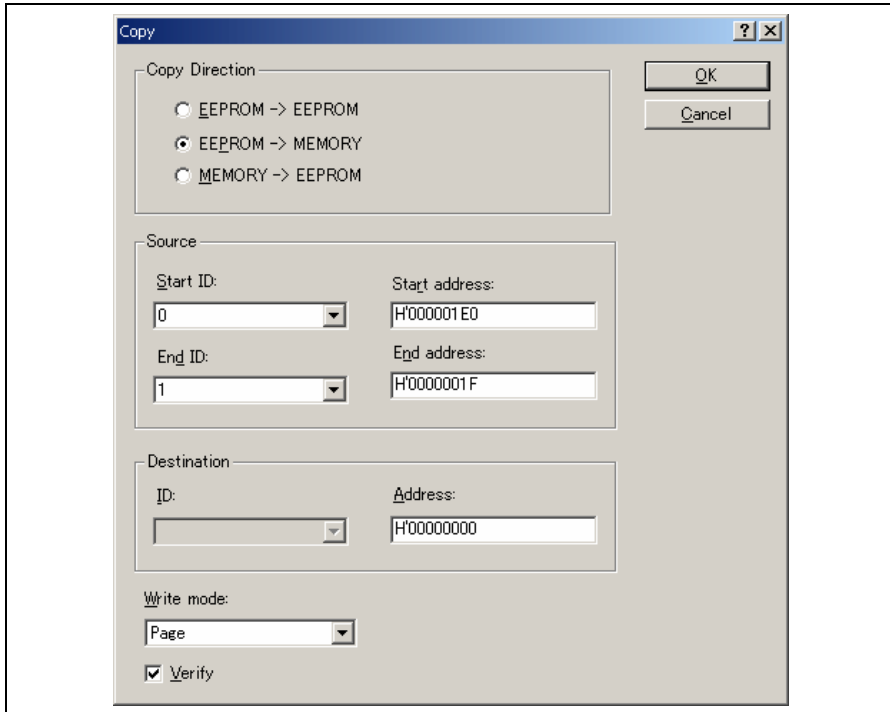 Copy
Copy Direction
EEPROM -> EEPROM
EEPROM -> MEMORY
MEMORY -> EEPROM
OK
Cancel
Source
Start ID:
Start address:
0
H'000001E0
End ID:
End address:
1
H'0000001F
Destination
ID:
Address:
H'00000000
Write mode:
Page
Verify